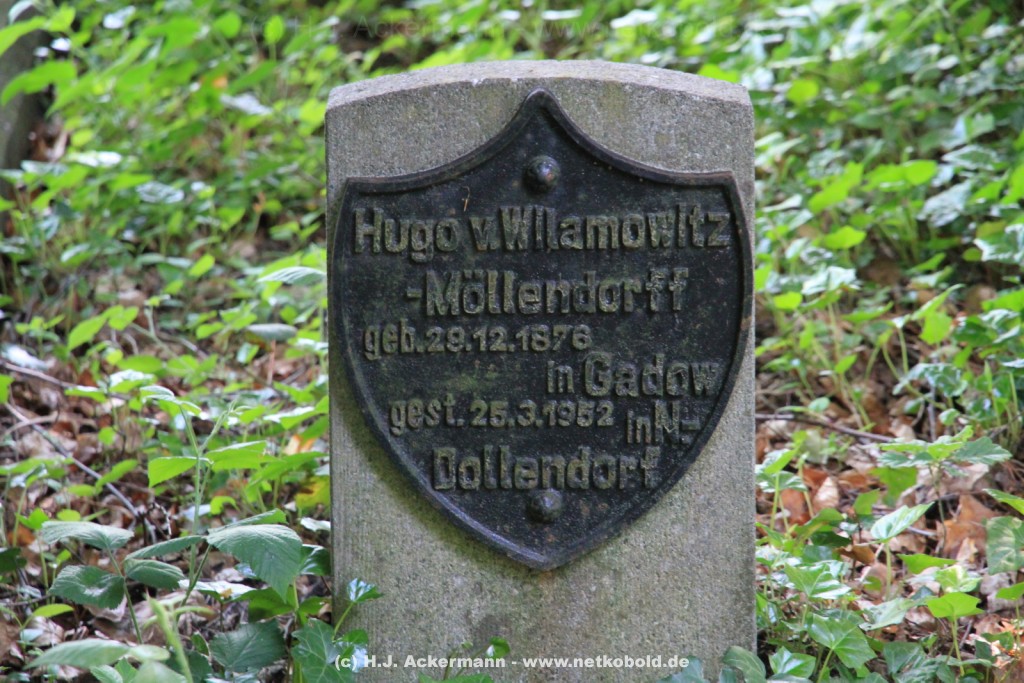 Hugo v. Wilamowitz
-Möllendorff
geb. 29.12.1876
in Gadow
gest. 25.3.1952 in N.-
Dollendorf
(c) H.J. Ackermann - www.netkobold.de